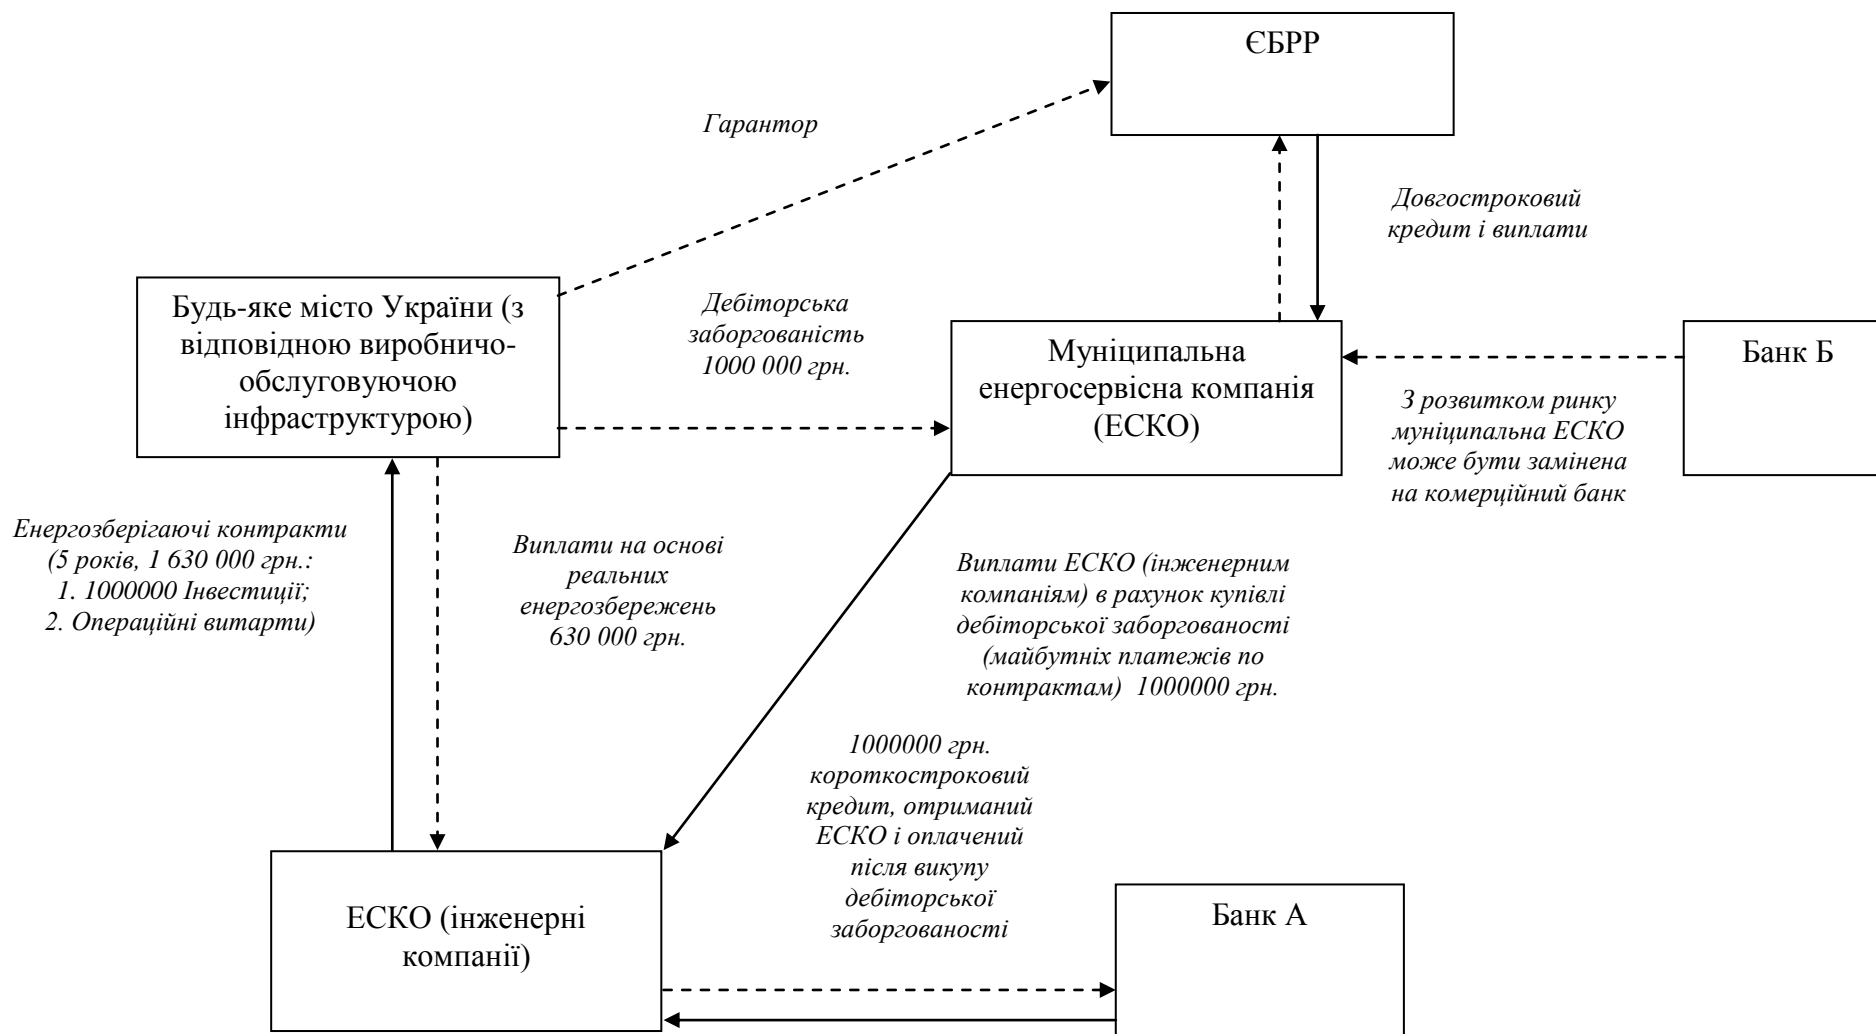 ЄБРР
Гарантор
Довгостроковий
кредит і виплати
Будь-яке місто України (з
відповідною виробничо-
обслуговуючою
інфраструктурою)
Дебіторська
заборгованість
1000 000 грн.
Муніципальна
енергосервісна компанія
(ЕСКО)
Банк Б
З розвитком ринку
муніципальна ЕСКО
може бути замінена
на комерційний банк
Енергозберігаючі контракти
(5 років, 1 630 000 грн.:
1. 1000000 Інвестиції;
2. Операційні витарти)
Виплати на основі
реальних
енергозбережень
630 000 грн.
Виплати ЕСКО (інженерним
компаніям) в рахунок купівлі
дебіторської заборгованості
(майбутніх платежів по
контрактам) 1000000 грн.
1000000 грн.
короткостроковий
кредит, отриманий
ЕСКО і оплачений
після викупу
дебіторської
заборгованості
ЕСКО (інженерні
компанії)
Банк А